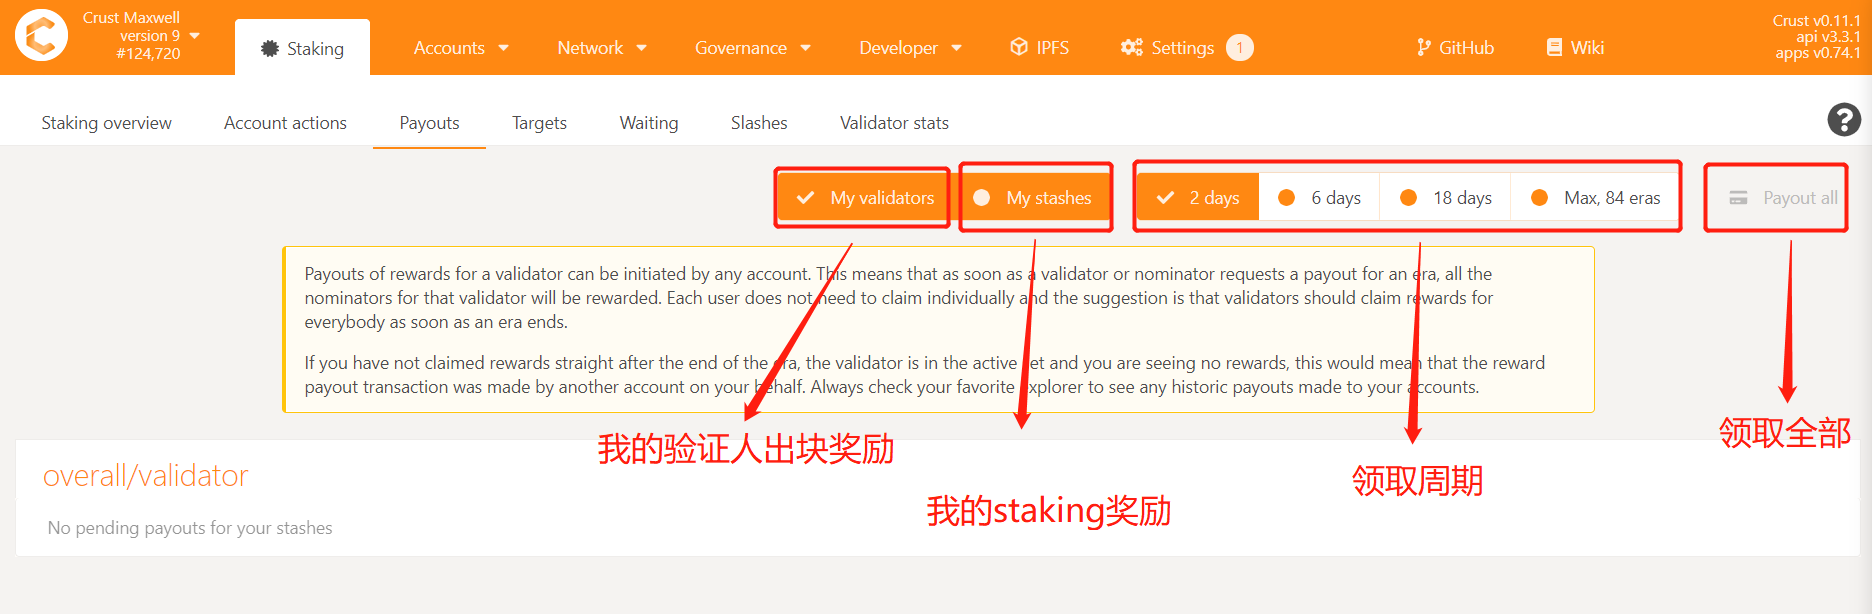 Crust Maxwell
version 9
#124,720
Staking
Accounts
Network
Governance
Developer
IPFS
Settings
1
GitHub
Wiki
Crust v0.11.1
api v3.3.1
apps v0.74.1
Staking overview
Account actions
Payouts
Targets
Waiting
Slashes
Validator stats
?
My validators
My stashes
2 days
6 days
18 days
Max, 84 eras
Payout all
Payouts of rewards for a validator can be initiated by any account. This means that as soon as a validator or nominator requests a payout for an era, all the
nominators for that validator will be rewarded. Each user does not need to claim individually and the suggestion is that validators should claim rewards for
everybody as soon as an era ends.
If you have not claimed rewards straight after the end of the era, the validator is in the active set and you are seeing no rewards, this would mean that the reward
payout transaction was made by another account on your behalf. Always check your favorite explorer to see any historic payouts made to your accounts.
我的验证人出块奖励
我的staking奖励
领取周期
领取全部
overall/validator
No pending payouts for your stashes